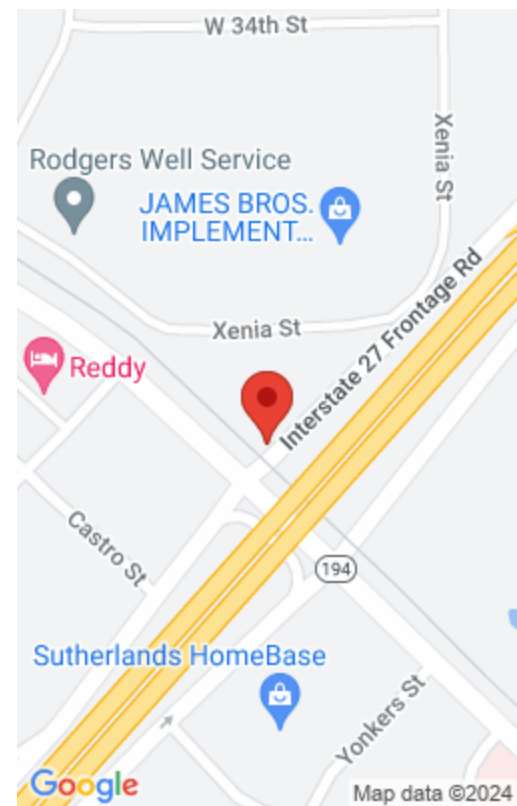 W 34th St
Xenia St
Rodgers Well Service
JAMES BROS.
IMPLEMENT...
Interstate 27 Frontage Rd
Xenia St
Reddy
Castro St
194
Sutherlands HomeBase
Yonkers St
Google
Map data ©2024